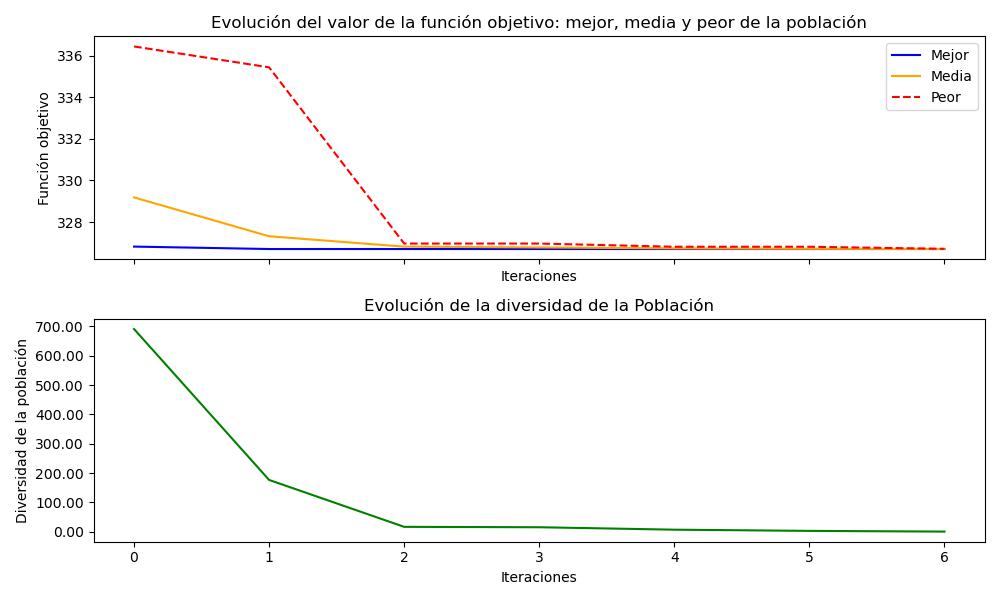 Evolución del valor de la función objetivo: mejor, media y peor de la población
336
334
332
330
328
Función objetivo
Mejor
Media
Peor
Iteraciones
Evolución de la diversidad de la Población
700.00
600.00
500.00
400.00
300.00
200.00
100.00
0.00
Diversidad de la población
0 1 2 3 4 5 6
Iteraciones